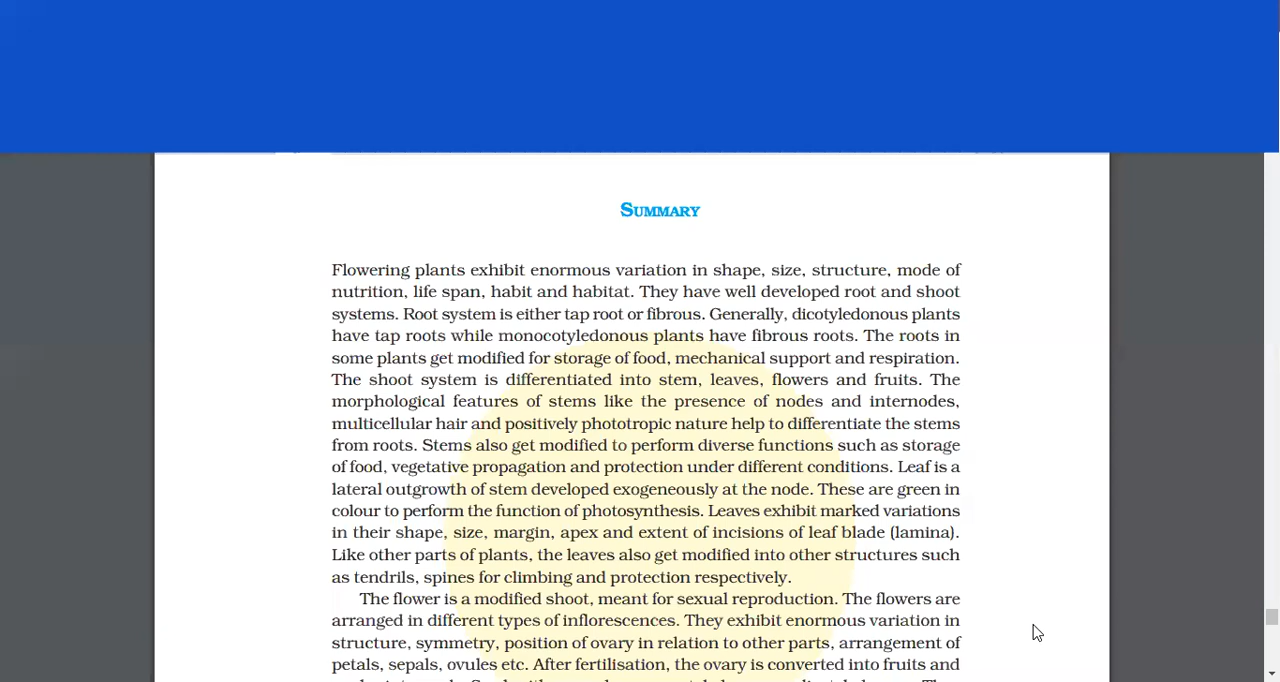 SUMMARY
Flowering plants exhibit enormous variation in shape, size, structure, mode of
nutrition, life span, habit and habitat. They have well developed root and shoot
systems. Root system is either tap root or fibrous. Generally, dicotyledonous plants
have tap roots while monocotyledonous plants have fibrous roots. The roots in
some plants get modified for storage of food, mechanical support and respiration.
The shoot system is differentiated into stem, leaves, flowers and fruits. The
morphological features of stems like the presence of nodes and internodes,
multicellular hair and positively phototropic nature help to differentiate the stems
from roots. Stems also get modified to perform diverse functions such as storage
of food, vegetative propagation and protection under different conditions. Leaf is a
lateral outgrowth of stem developed exogeneously at the node. These are green in
colour to perform the function of photosynthesis. Leaves exhibit marked variations
in their shape, size, margin, apex and extent of incisions of leaf blade (lamina).
Like other parts of plants, the leaves also get modified into other structures such
as tendrils, spines for climbing and protection respectively.
The flower is a modified shoot, meant for sexual reproduction. The flowers are
arranged in different types of inflorescences. They exhibit enormous variation in
structure, symmetry, position of ovary in relation to other parts, arrangement of
petals, sepals, ovules etc. After fertilisation, the ovary is converted into fruits and